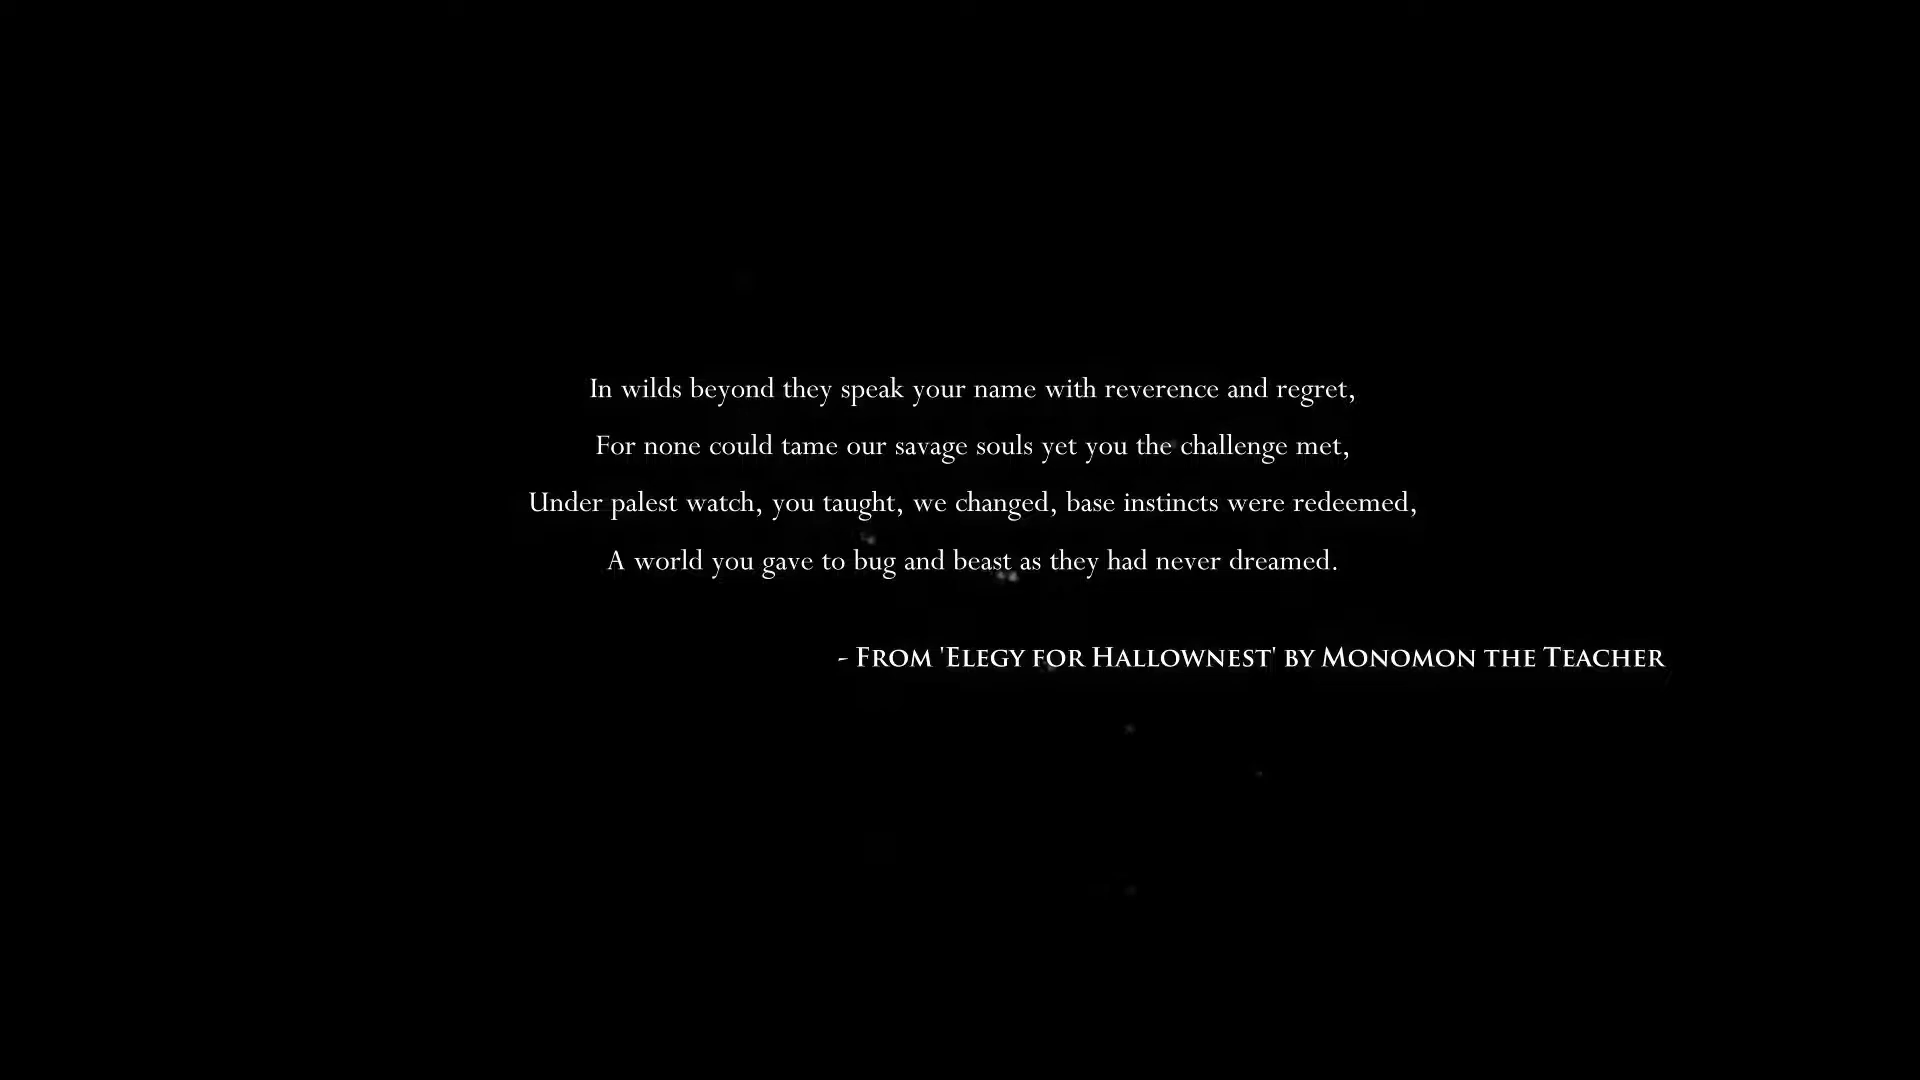 In wilds beyond they speak your name with reverence and regret,
For none could tame our savage souls yet you the challenge met,
Under palest watch, you taught, we changed, base instincts were redeemed,
A world you gave to bug and beast as they had never dreamed.
- From 'Elegy for Hallownest' by Monomon the Teacher